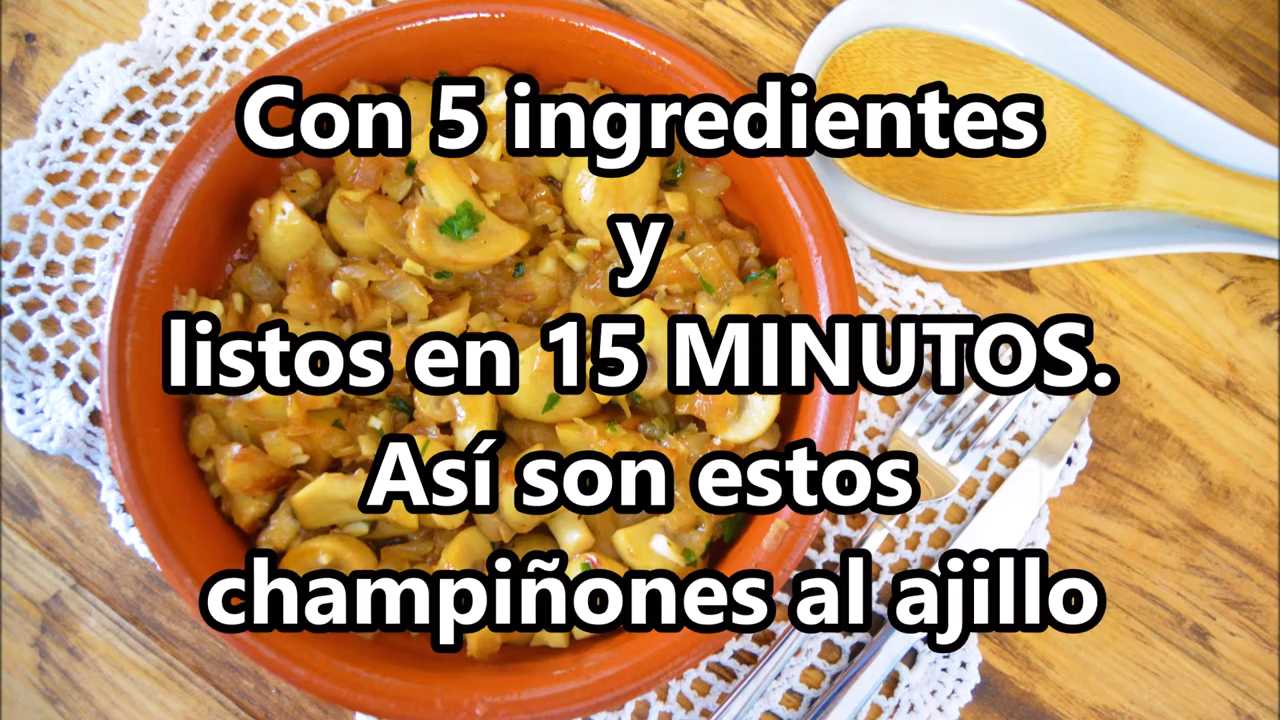 Con 5 ingredientes
y
listos en 15 MINUTOS.
Así son estos
champiñones al ajillo